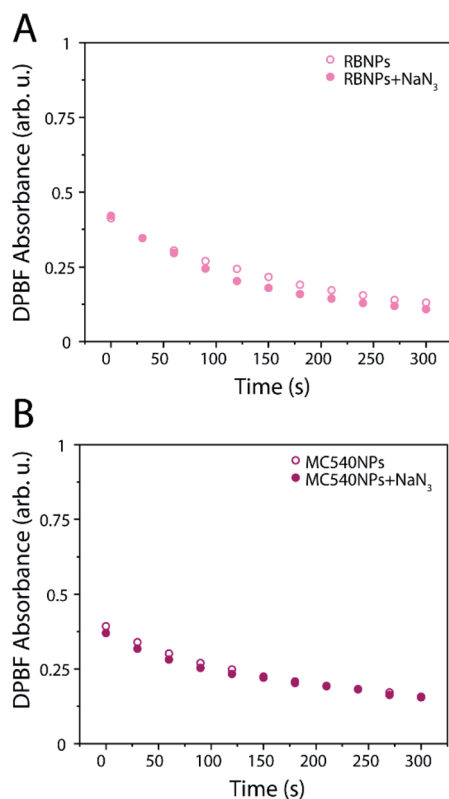 A
DPBF Absorbance (arb. u.)
1
0.75
0.5
0.25
0
RBNPs
RBNPs+NaN₃
0 50 100 150 200 250 300
Time (s)
B
DPBF Absorbance (arb. u.)
1
0.75
0.5
0.25
0
MC540NPs
MC540NPs+NaN₃
0 50 100 150 200 250 300
Time (s)